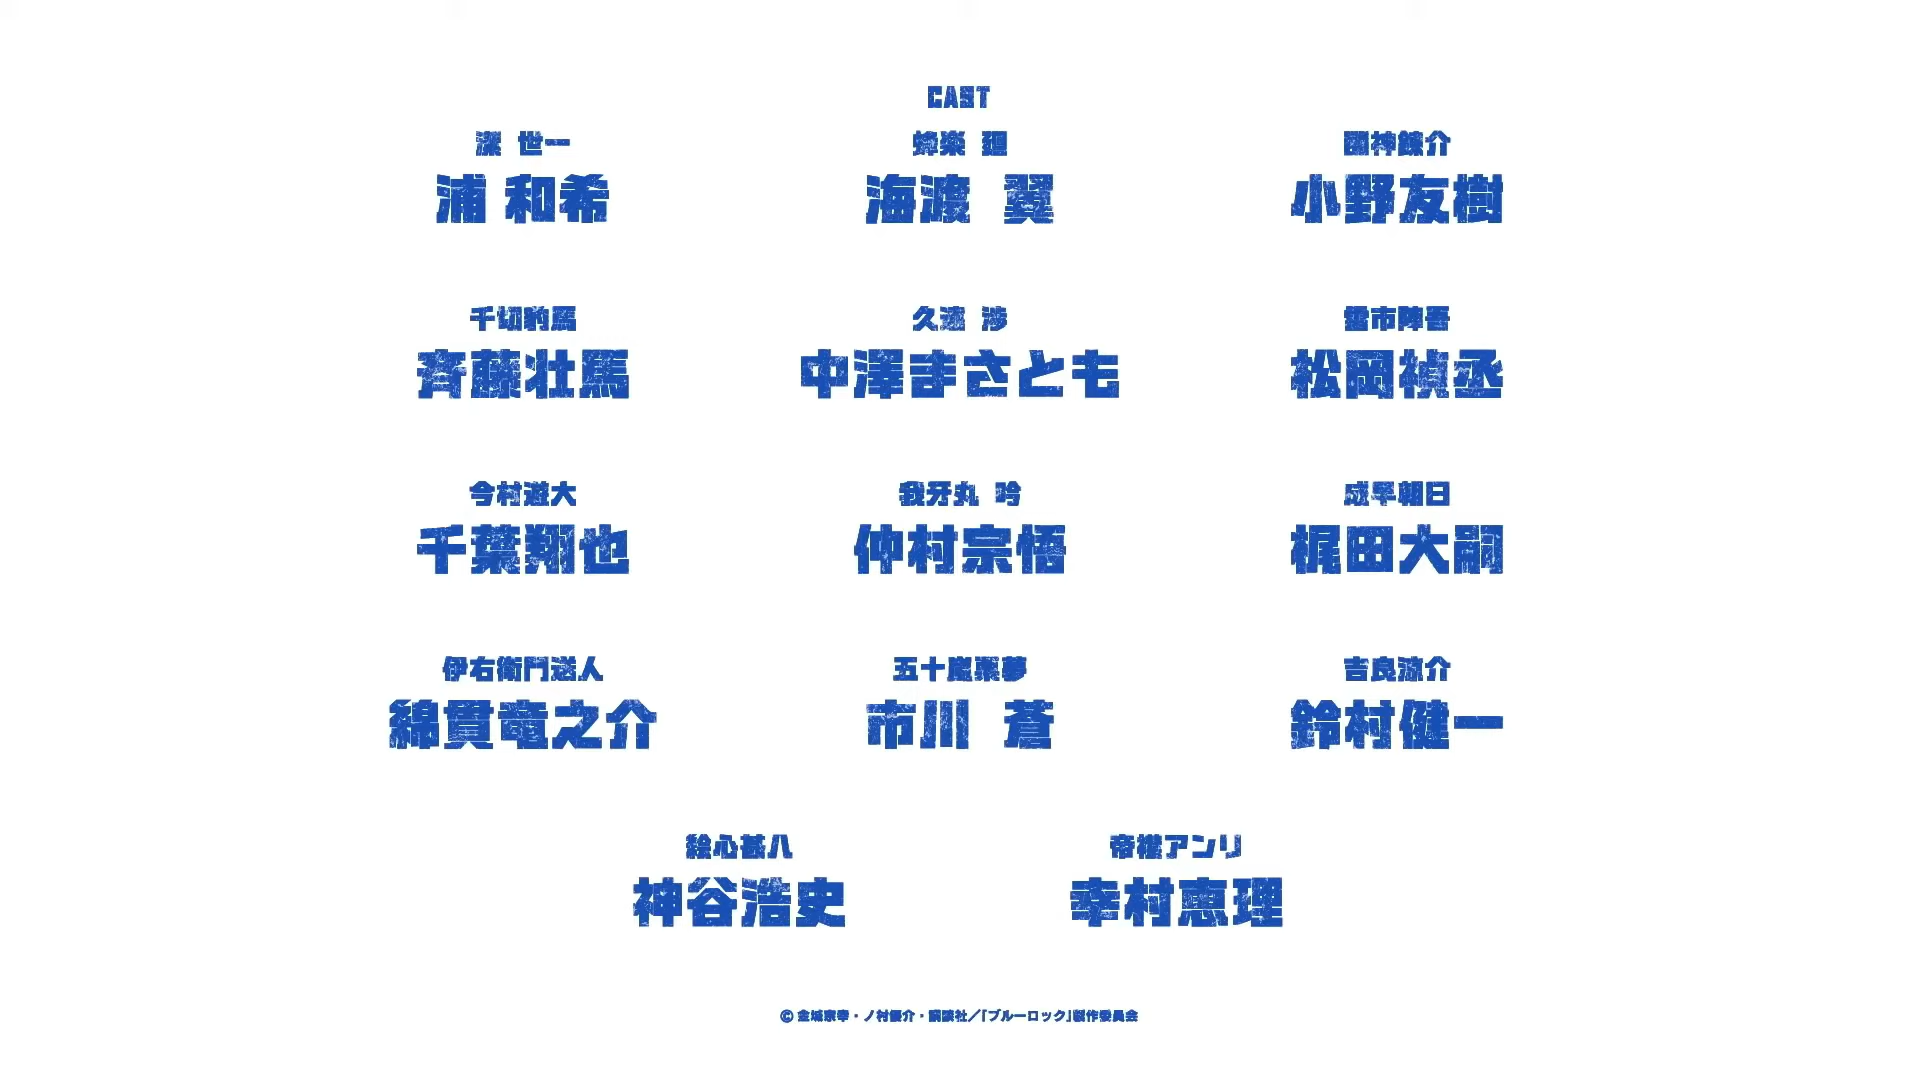 CAST
潔 世一
蜂楽 廻
國神錬介
浦 和希
海渡 翼
小野友樹
千切豹馬
久遠 渉
雷市陣吾
斉藤壮馬
中澤まさとも
松岡禎丞
今村遊大
我牙丸 吟
成早朝日
千葉翔也
仲村宗悟
梶田大嗣
伊右衛門送人
五十嵐栗夢
吉良涼介
綿貫竜之介
市川 蒼
鈴村健一
絵心甚八
帝襟アンリ
神谷浩史
幸村恵理
© 金城宗幸・ノ村優介・講談社／「ブルーロック」製作委員会